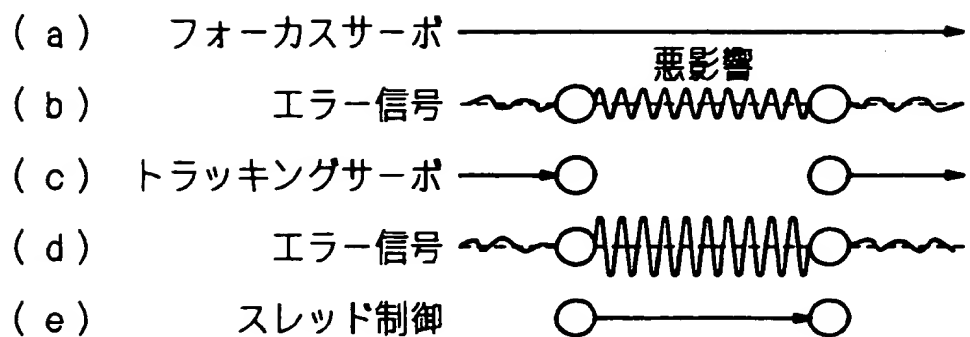 (a) フォーカスサーボ
悪影響
(b) エラー信号
(c) トラッキングサーボ
(d) エラー信号
(e) スレッド制御